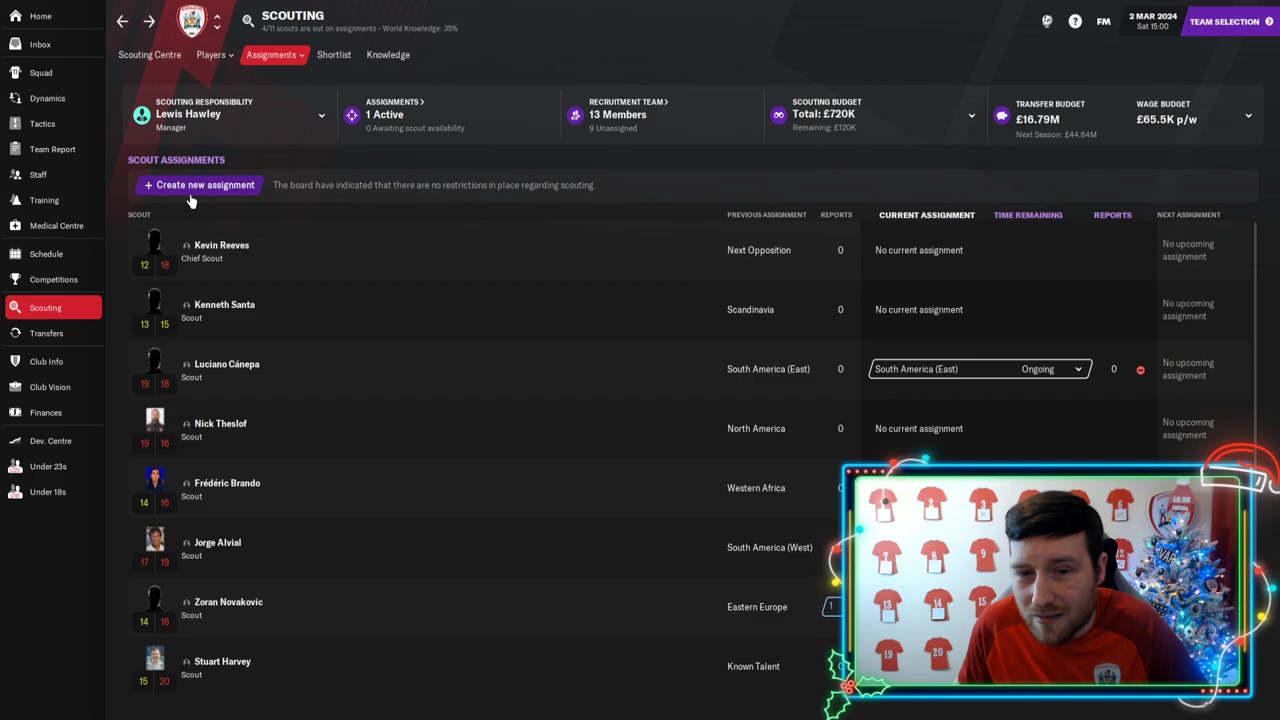 Home
Inbox
Squad
Dynamics
Tactics
Team Report
Staff
Training
Medical Centre
Schedule
Competitions
Scouting
Transfers
Club Info
Club Vision
Finances
Dev. Centre
Under 23s
Under 18s
SCOUTING
4/11 scouts are out on assignments - World Knowledge: 35%
FM
2 MAR 2024
Sat 15:00
TEAM SELECTION
Scouting Centre
Players
Assignments
Shortlist
Knowledge
SCOUTING RESPONSIBILITY
Lewis Hawley
Manager
ASSIGNMENTS >
1 Active
0 Awaiting scout availability
RECRUITMENT TEAM >
13 Members
9 Unassigned
SCOUTING BUDGET
Total: £720K
Remaining: £120K
TRANSFER BUDGET
£16.79M
Next Season: £44.64M
WAGE BUDGET
£65.5K p/w
SCOUT ASSIGNMENTS
+ Create new assignment
The board have indicated that there are no restrictions in place regarding scouting.
SCOUT
PREVIOUS ASSIGNMENT
REPORTS
CURRENT ASSIGNMENT
TIME REMAINING
REPORTS
NEXT ASSIGNMENT
12 18
Kevin Reeves
Chief Scout
Next Opposition
0
No current assignment
No upcoming
assignment
13 15
Kenneth Santa
Scout
Scandinavia
0
No current assignment
No upcoming
assignment
19 18
Luciano Cánepa
Scout
South America (East)
0
South America (East) Ongoing
0
No upcoming
assignment
19 16
Nick Theslof
Scout
North America
0
No current assignment
No upcoming
assignment
14 16
Frédéric Brando
Scout
Western Africa
17 19
Jorge Alvial
Scout
South America (West)
14 16
Zoran Novakovic
Scout
Eastern Europe
1
15 20
Stuart Harvey
Scout
Known Talent
2
3
6
7
8
9
12
13
14
15
19
20
VAR